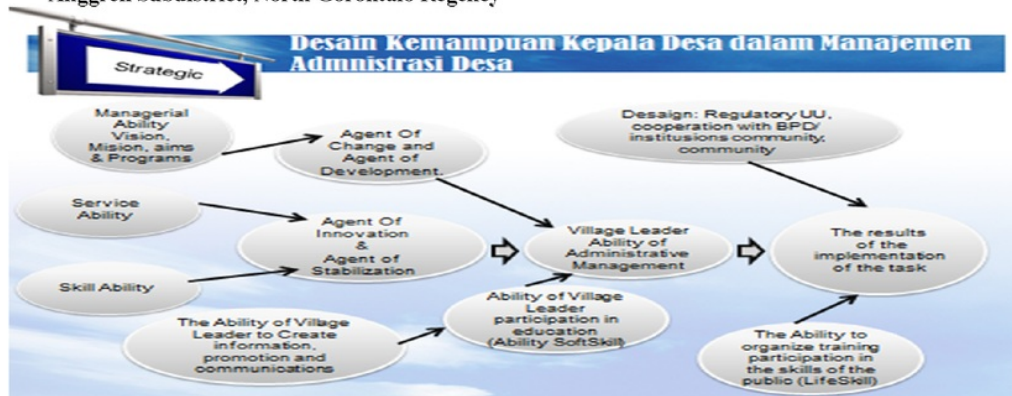 Anggrek Subdistrict, North Gorontalo Regency
Desain Kemampuan Kepala Desa dalam Manajemen
Admnistrasi Desa
Strategic
Managerial
Ability
Vision,
Mision, aims
& Programs
Agent Of
Change and
Agent of
Development.
Desaign: Regulatory UU,
cooperation with BPD/
institusions community,
community
Service
Ability
Agent Of
Innovation
&
Agent of
Stabilization
Village Leader
Ability of
Administrative
Management
The results
of the
implementation
of the task
Skill Ability
The Ability of Village
Leader to Create
information,
promotion and
communications
Ability of Village
Leader
participation in
education
(Ability SoftSkill)
The Ability to
organize training
participation in
the skills of the
public (LifeSkill)